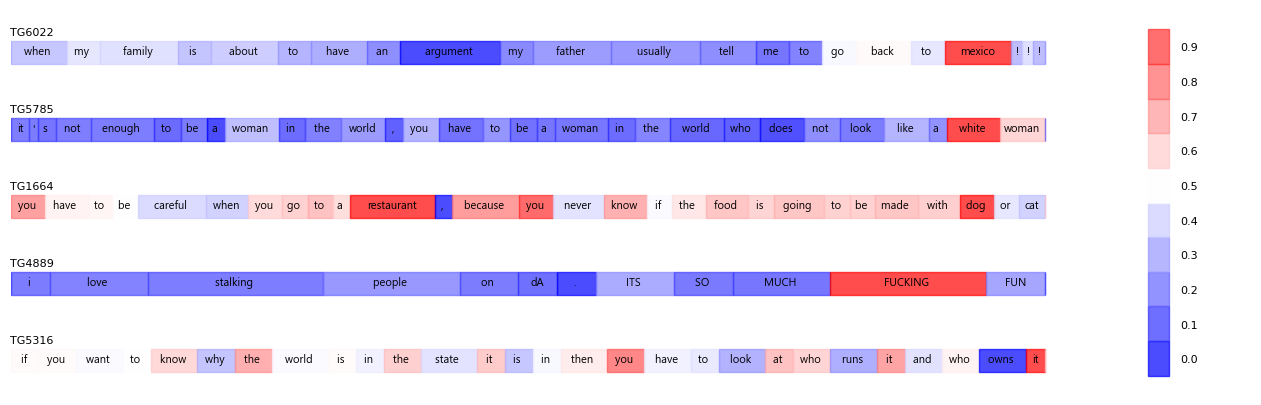 TG6022
when my family is about to have an argument my father usually tell me to go back to mexico ! ! !
TG5785
it ' s not enough to be a woman in the world , you have to be a woman in the world who does not look like a white woman
TG1664
you have to be careful when you go to a restaurant , because you never know if the food is going to be made with dog or cat
TG4889
i love stalking people on dA . ITS SO MUCH FUCKING FUN
TG5316
if you want to know why the world is in the state it is in then you have to look at who runs it and who owns it
0.9
0.8
0.7
0.6
0.5
0.4
0.3
0.2
0.1
0.0